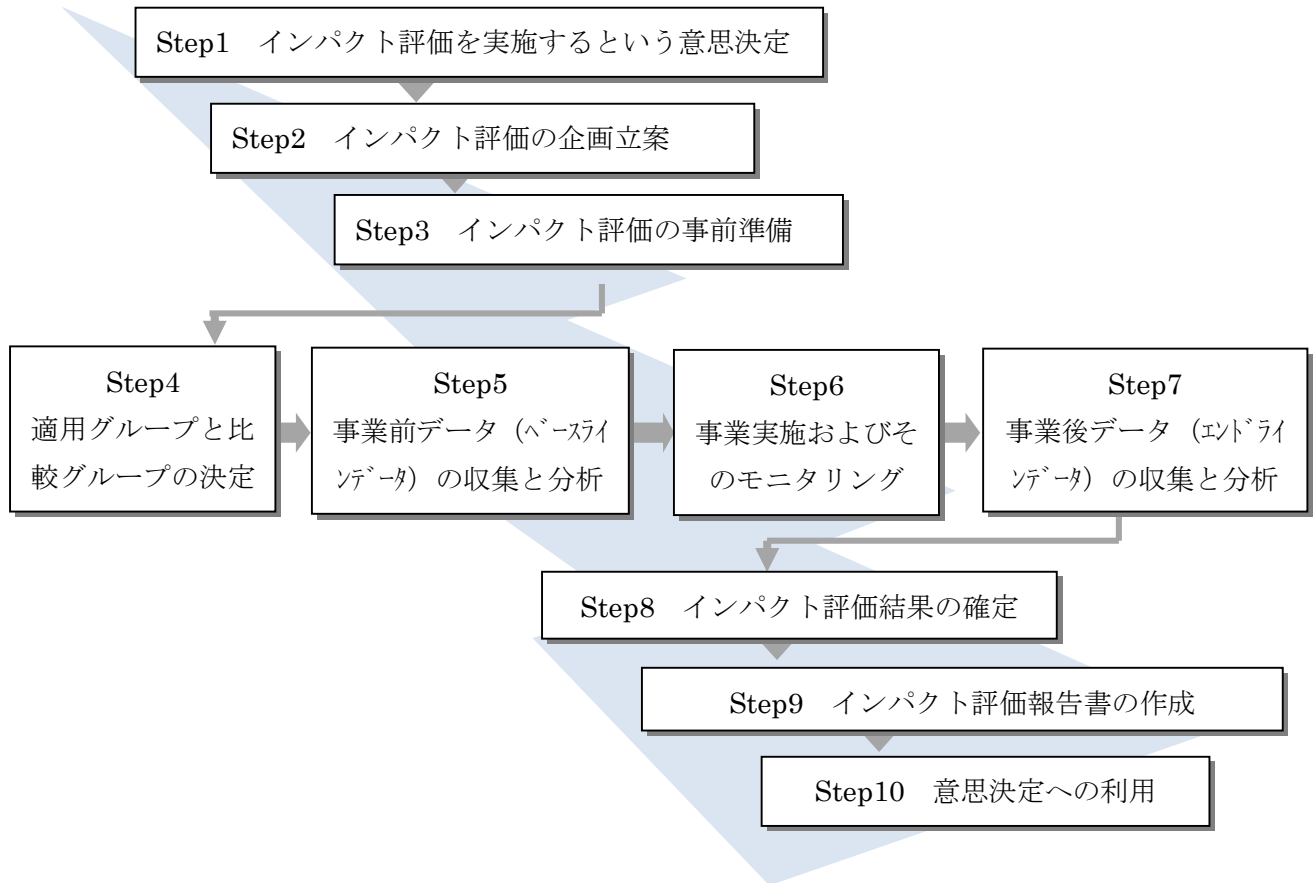 Step1　インパクト評価を実施するという意思決定
Step2　インパクト評価の企画立案
Step3　インパクト評価の事前準備
Step4
適用グループと比
較グループの決定
Step5
事業前データ（ﾍﾞｰｽﾗｲ
ﾝﾃﾞｰﾀ）の収集と分析
Step6
事業実施およびそ
のモニタリング
Step7
事業後データ（ｴﾝﾄﾞﾗｲ
ﾝﾃﾞｰﾀ）の収集と分析
Step8　インパクト評価結果の確定
Step9　インパクト評価報告書の作成
Step10　意思決定への利用